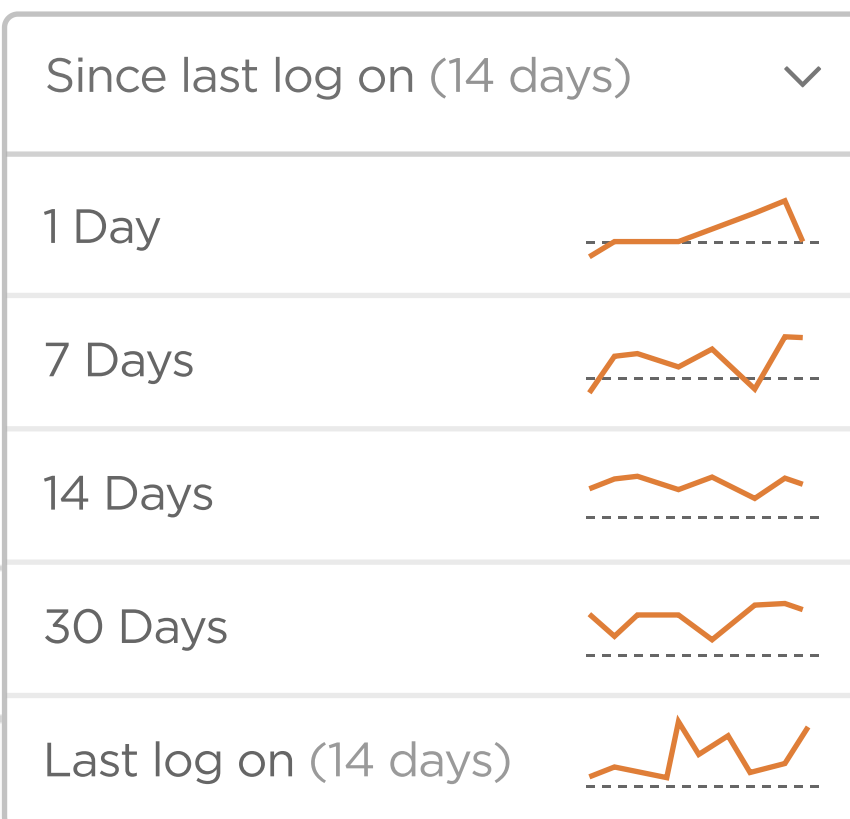 Since last log on (14 days)
1 Day
7 Days
14 Days
30 Days
Last log on (14 days)